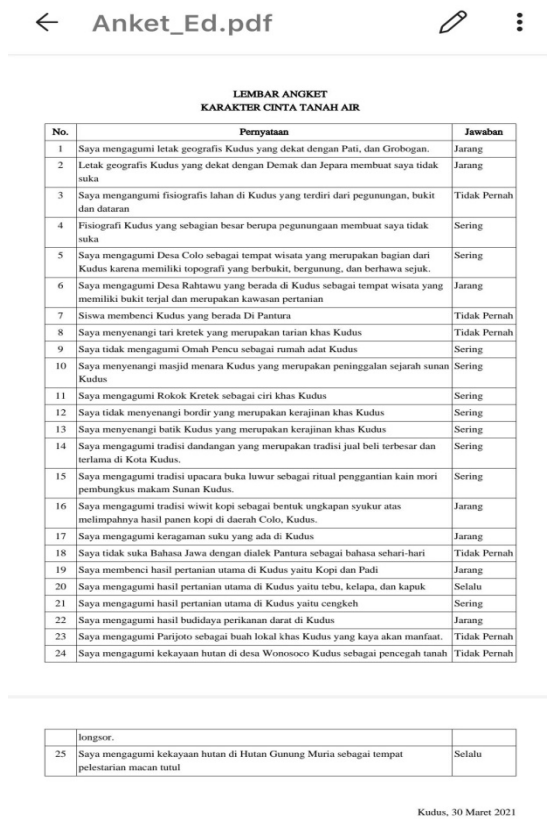 Anket_Ed.pdf
LEMBAR ANGKET
KARAKTER CINTA TANAH AIR
No. Pernyataan Jawaban
1 Saya mengagumi letak geografis Kudus yang dekat dengan Pati, dan Grobogan. Jarang
2 Letak geografis Kudus yang dekat dengan Demak dan Jepara membuat saya tidak Jarang
suka
3 Saya mengangumi fisiografis lahan di Kudus yang terdiri dari pegunungan, bukit Tidak Pernah
dan dataran
4 Fisiografi Kudus yang sebagian besar berupa pegunungaan membuat saya tidak Sering
suka
5 Saya mengagumi Desa Colo sebagai tempat wisata yang merupakan bagian dari Sering
Kudus karena memiliki topografi yang berbukit, bergunung, dan berhawa sejuk.
6 Saya mengagumi Desa Rahtawu yang berada di Kudus sebagai tempat wisata yang Jarang
memiliki bukit terjal dan merupakan kawasan pertanian
7 Siswa membenci Kudus yang berada Di Pantura Tidak Pernah
8 Saya menyenangi tari kretek yang merupakan tarian khas Kudus Tidak Pernah
9 Saya tidak mengagumi Omah Pencu sebagai rumah adat Kudus Sering
10 Saya menyenangi masjid menara Kudus yang merupakan peninggalan sejarah sunan Sering
Kudus
11 Saya mengagumi Rokok Kretek sebagai ciri khas Kudus Sering
12 Saya tidak menyenangi bordir yang merupakan kerajinan khas Kudus Sering
13 Saya menyenangi batik Kudus yang merupakan kerajinan khas Kudus Sering
14 Saya mengagumi tradisi dandangan yang merupakan tradisi jual beli terbesar dan Sering
terlama di Kota Kudus.
15 Saya mengagumi tradisi upacara buka luwur sebagai ritual penggantian kain mori Sering
pembungkus makam Sunan Kudus.
16 Saya mengagumi tradisi wiwit kopi sebagai bentuk ungkapan syukur atas Jarang
melimpahnya hasil panen kopi di daerah Colo, Kudus.
17 Saya mengagumi keragaman suku yang ada di Kudus Jarang
18 Saya tidak suka Bahasa Jawa dengan dialek Pantura sebagai bahasa sehari-hari Tidak Pernah
19 Saya membenci hasil pertanian utama di Kudus yaitu Kopi dan Padi Jarang
20 Saya mengagumi hasil pertanian utama di Kudus yaitu tebu, kelapa, dan kapuk Selalu
21 Saya mengagumi hasil pertanian utama di Kudus yaitu cengkeh Sering
22 Saya mengagumi hasil budidaya perikanan darat di Kudus Jarang
23 Saya mengagumi Parijoto sebagai buah lokal khas Kudus yang kaya akan manfaat. Tidak Pernah
24 Saya mengagumi kekayaan hutan di desa Wonosoco Kudus sebagai pencegah tanah Tidak Pernah
longsor.
25 Saya mengagumi kekayaan hutan di Hutan Gunung Muria sebagai tempat Selalu
pelestarian macan tutul
Kudus, 30 Maret 2021